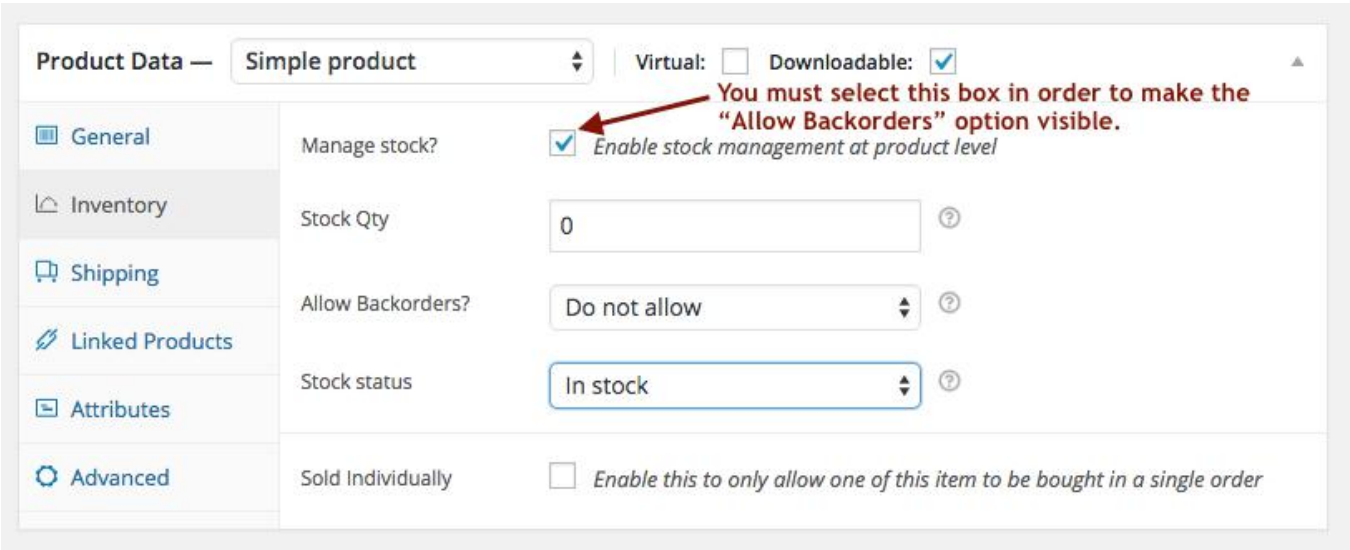 Product Data — Simple product Virtual: Downloadable:
You must select this box in order to make the
“Allow Backorders” option visible.
General
Manage stock? Enable stock management at product level
Inventory
Stock Qty 0
Shipping
Allow Backorders? Do not allow
Linked Products
Stock status In stock
Attributes
Advanced
Sold Individually Enable this to only allow one of this item to be bought in a single order